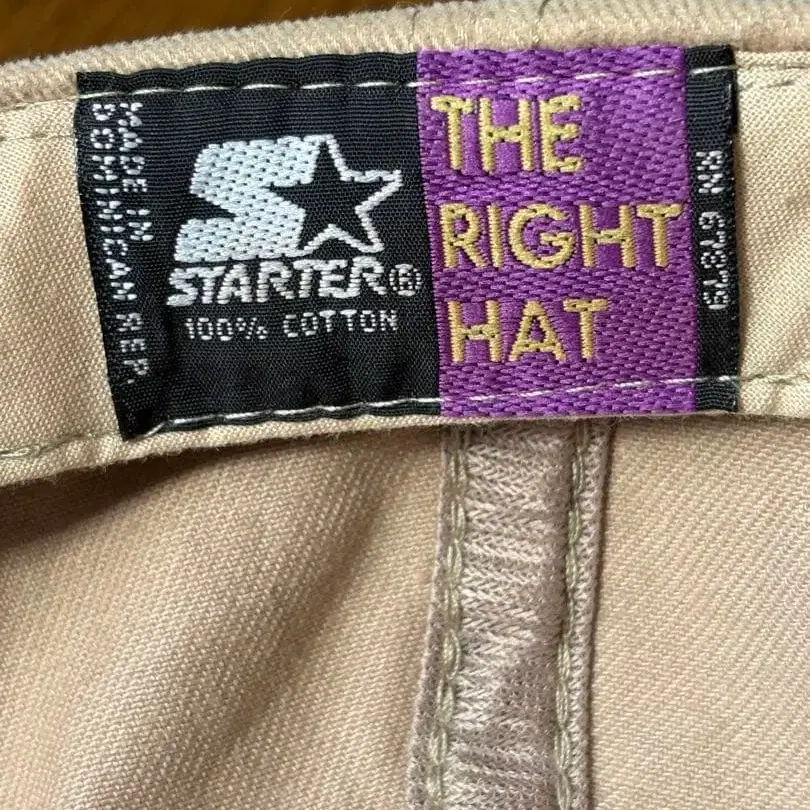 MADE IN
DOMINICAN REP.
STARTER®
100% COTTON
THE
RIGHT
HAT
RN 67879